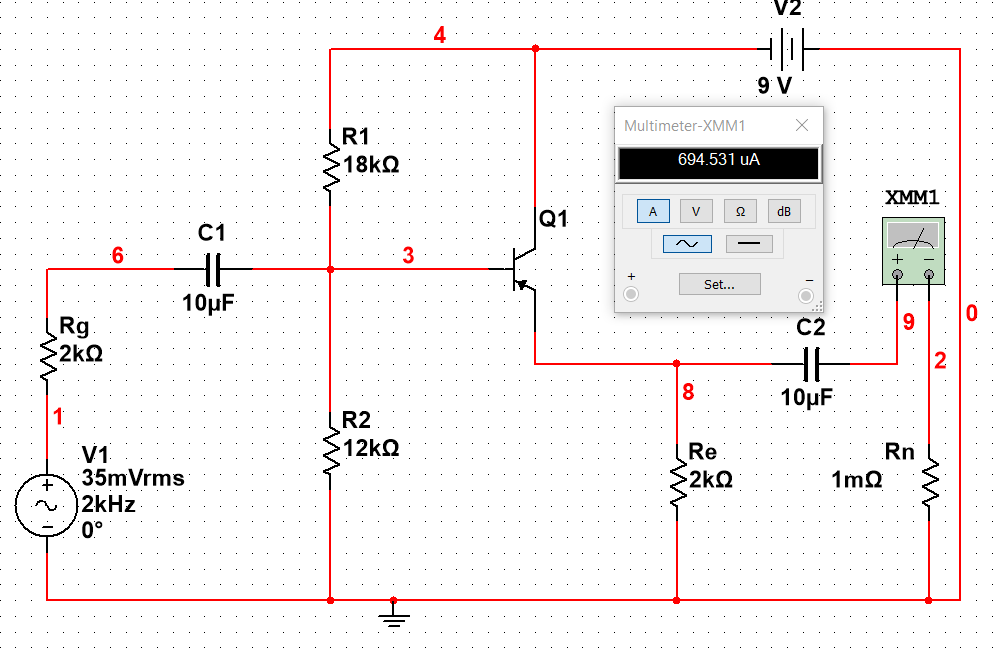 V2
4
9 V
Multimeter-XMM1
R1
18kΩ
694.531 uA
XMM1
A
V
Ω
dB
Q1
C1
6
3
+
−
10µF
+
Set...
−
Rg
2kΩ
C2
9
0
2
10µF
8
1
R2
12kΩ
V1
35mVrms
2kHz
0°
Re
2kΩ
Rn
1mΩ
+
−